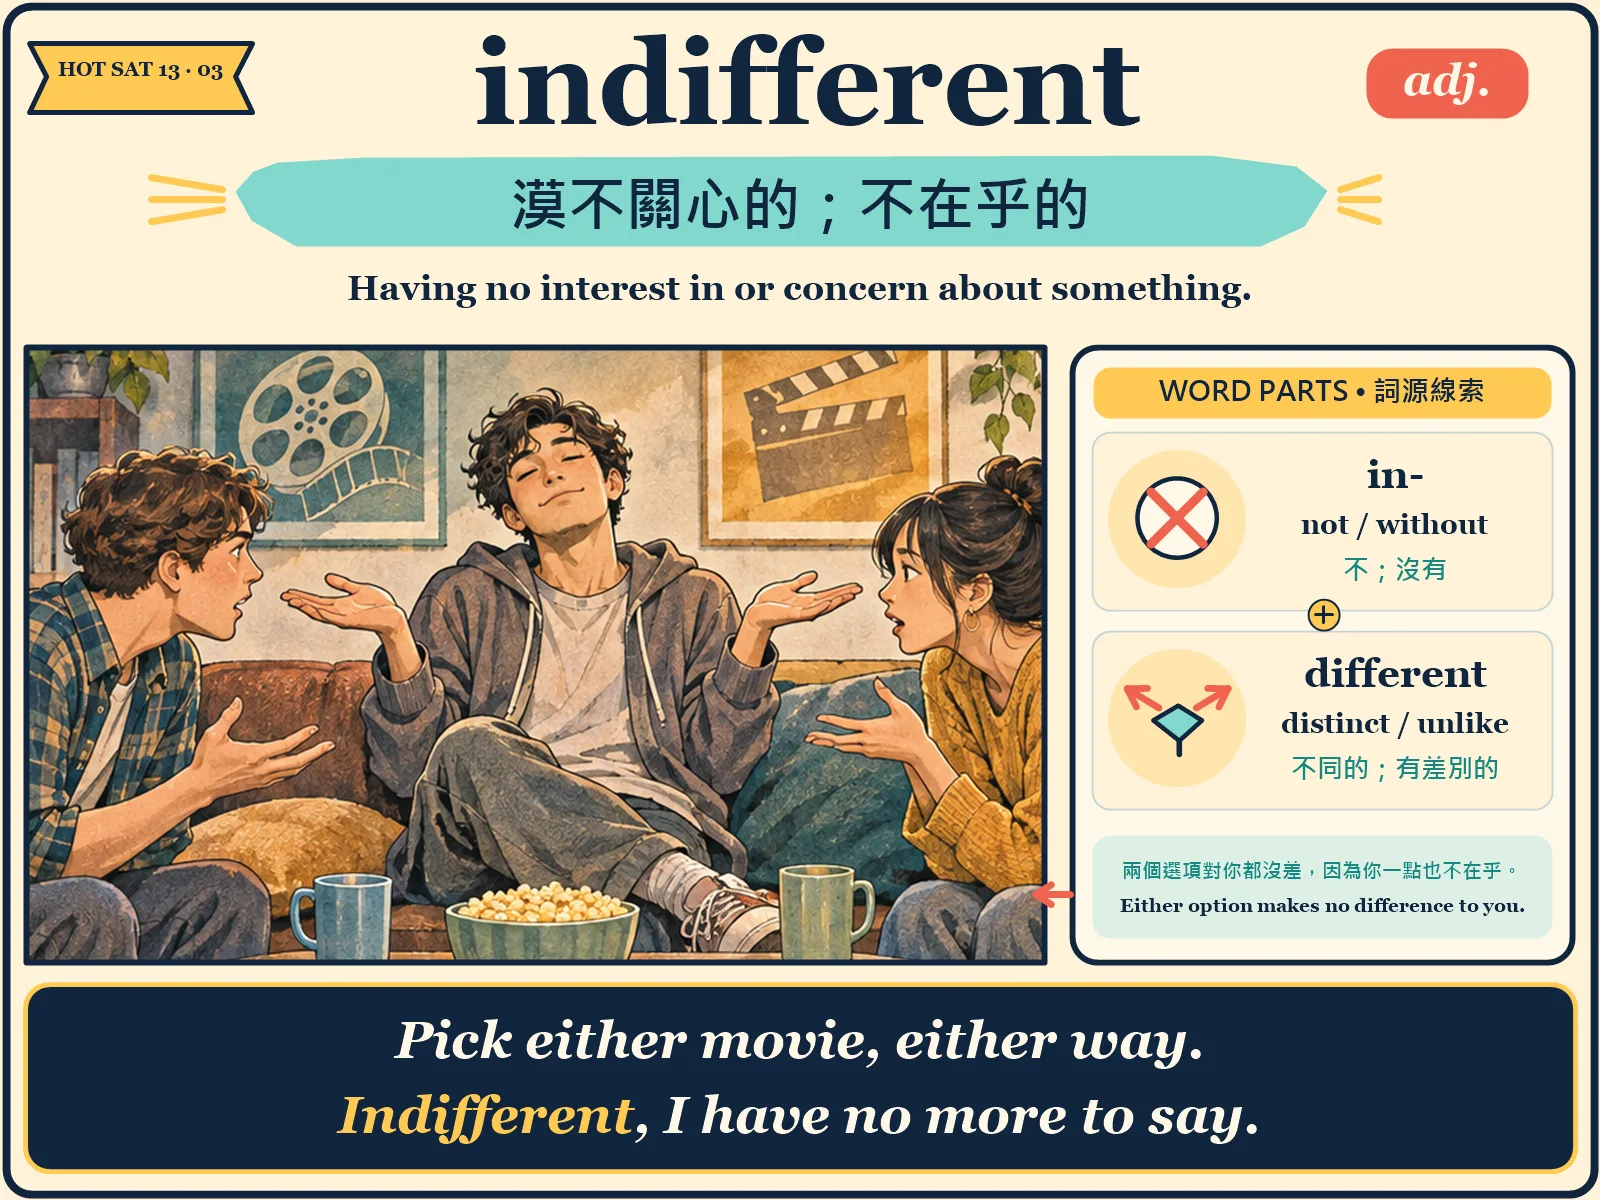 HOT SAT 13 · 03
indifferent
adj.
漠不關心的；不在乎的
Having no interest in or concern about something.
WORD PARTS • 詞源線索
in-
not / without
不；沒有
different
distinct / unlike
不同的；有差別的
兩個選項對你都沒差，因為你一點也不在乎。
Either option makes no difference to you.
Pick either movie, either way.
Indifferent, I have no more to say.